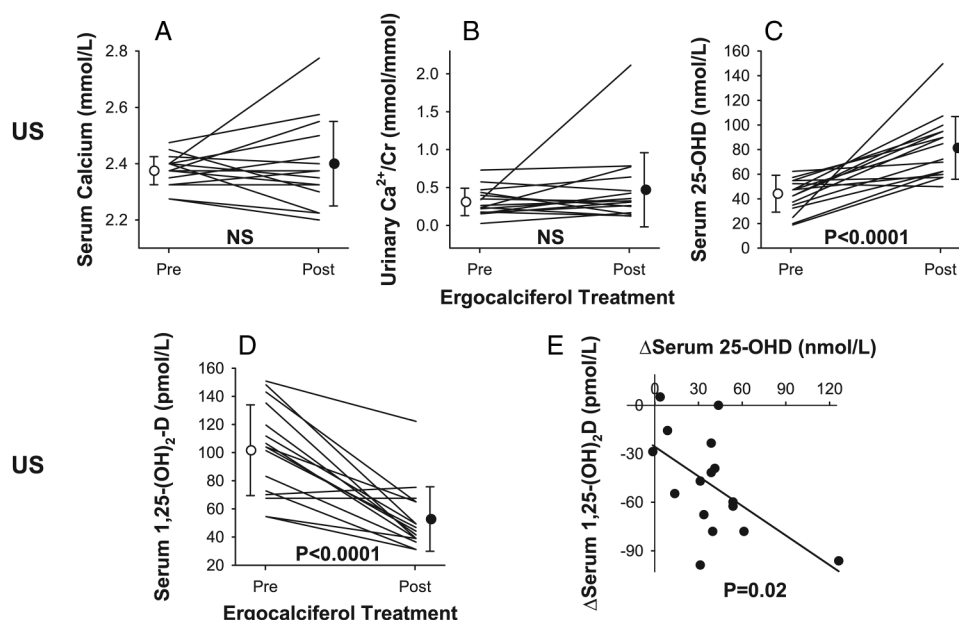 US
A
Serum Calcium (mmol/L)
2.8
2.6
2.4
2.2
NS
Pre
Post
B
Urinary Ca²⁺/Cr (mmol/mmol)
2.0
1.5
1.0
0.5
0.0
NS
Pre
Post
C
Serum 25-OHD (nmol/L)
160
140
120
100
80
60
40
20
0
P<0.0001
Pre
Post
Ergocalciferol Treatment
US
D
Serum 1,25-(OH)₂-D (pmol/L)
160
140
120
100
80
60
40
20
P<0.0001
Pre
Post
Ergocalciferol Treatment
E
ΔSerum 25-OHD (nmol/L)
0
30
60
90
120
ΔSerum 1,25-(OH)₂D (pmol/L)
0
-30
-60
-90
P=0.02